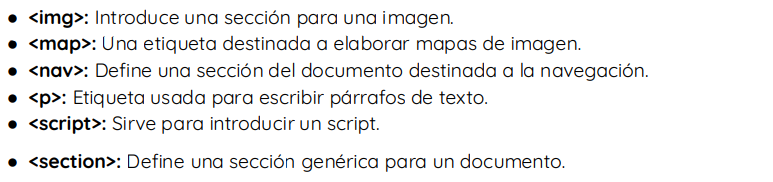 ● <img>: Introduce una sección para una imagen.
● <map>: Una etiqueta destinada a elaborar mapas de imagen.
● <nav>: Define una sección del documento destinada a la navegación.
● <p>: Etiqueta usada para escribir párrafos de texto.
● <script>: Sirve para introducir un script.
● <section>: Define una sección genérica para un documento.